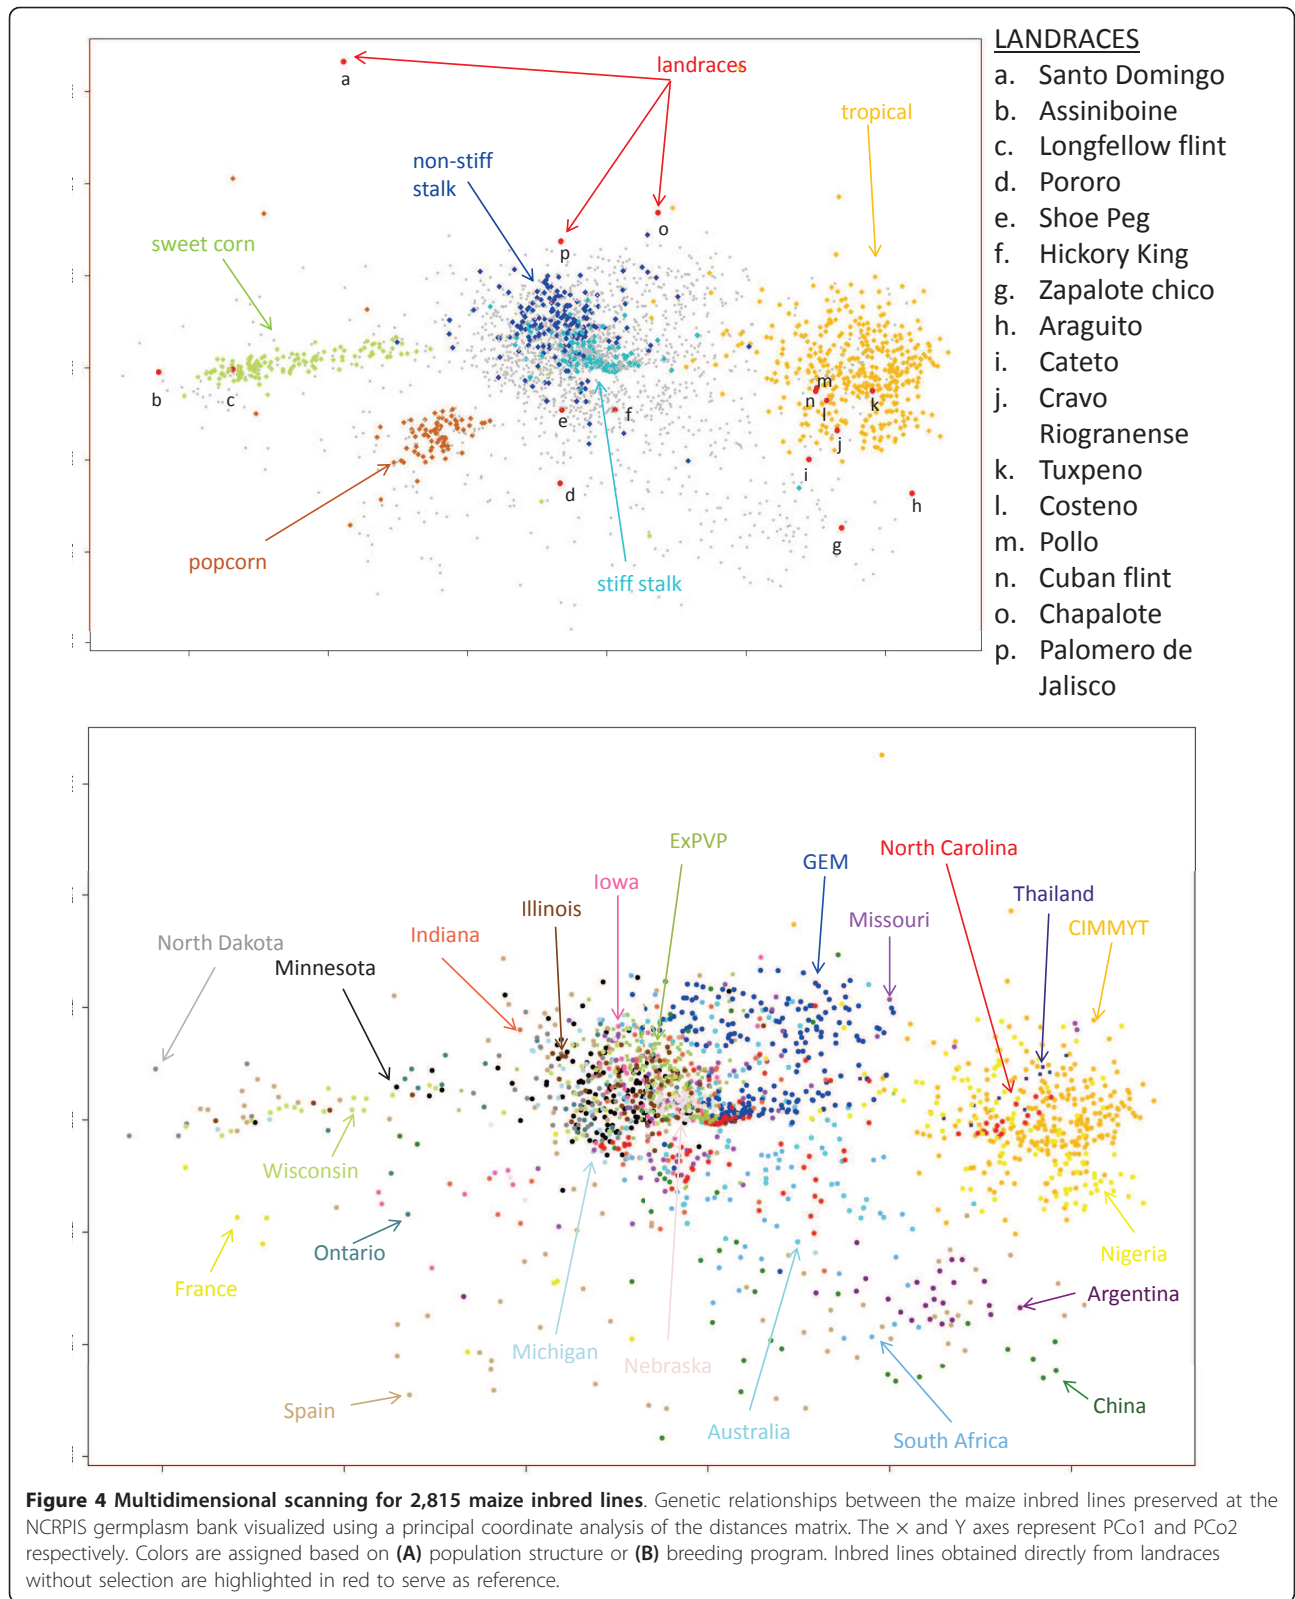 LANDRACES
a. Santo Domingo
b. Assiniboine
c. Longfellow flint
d. Pororo
e. Shoe Peg
f. Hickory King
g. Zapalote chico
h. Araguito
i. Cateto
j. Cravo
Riogranense
k. Tuxpeno
l. Costeno
m. Pollo
n. Cuban flint
o. Chapalote
p. Palomero de
Jalisco
landraces
a
tropical
non-stiff
stalk
o
p
sweet corn
b
c
m
n
l
k
e
f
j
i
d
h
g
popcorn
stiff stalk
ExPVP
North Carolina
GEM
Iowa
Thailand
Illinois
Missouri
CIMMYT
Indiana
North Dakota
Minnesota
Wisconsin
Ontario
Nigeria
France
Argentina
Michigan
Nebraska
Spain
China
Australia
South Africa
Figure 4 Multidimensional scanning for 2,815 maize inbred lines. Genetic relationships between the maize inbred lines preserved at the
NCRPIS germplasm bank visualized using a principal coordinate analysis of the distances matrix. The × and Y axes represent PCo1 and PCo2
respectively. Colors are assigned based on (A) population structure or (B) breeding program. Inbred lines obtained directly from landraces
without selection are highlighted in red to serve as reference.